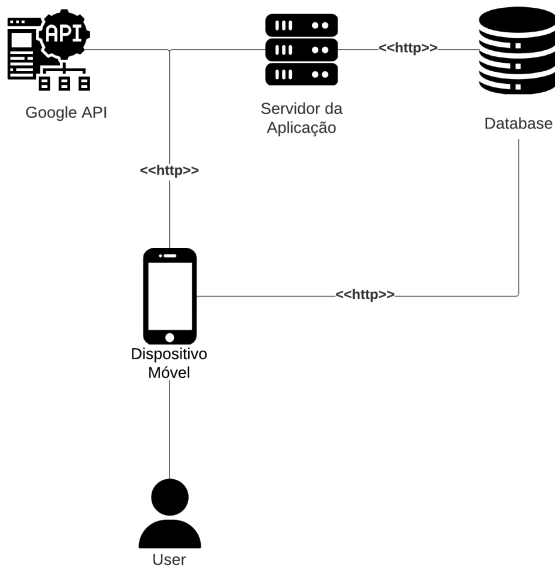 API
Google API
Servidor da
Aplicação
<<http>>
Database
<<http>>
<<http>>
Dispositivo
Móvel
User